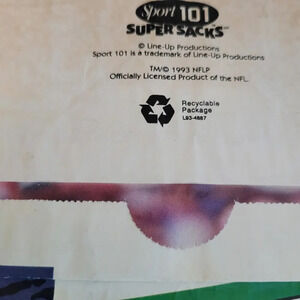 Sport 101
SUPER SACKS™
© Line-Up Productions
Sport 101 is a trademark of Line-Up Productions
TM/© 1993 NFLP
Officially Licensed Product of the NFL.
Recyclable
Package
L93-4887